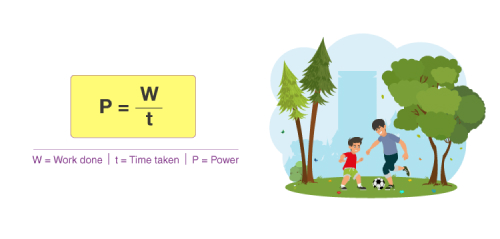 P = W/t
W = Work done | t = Time taken | P = Power